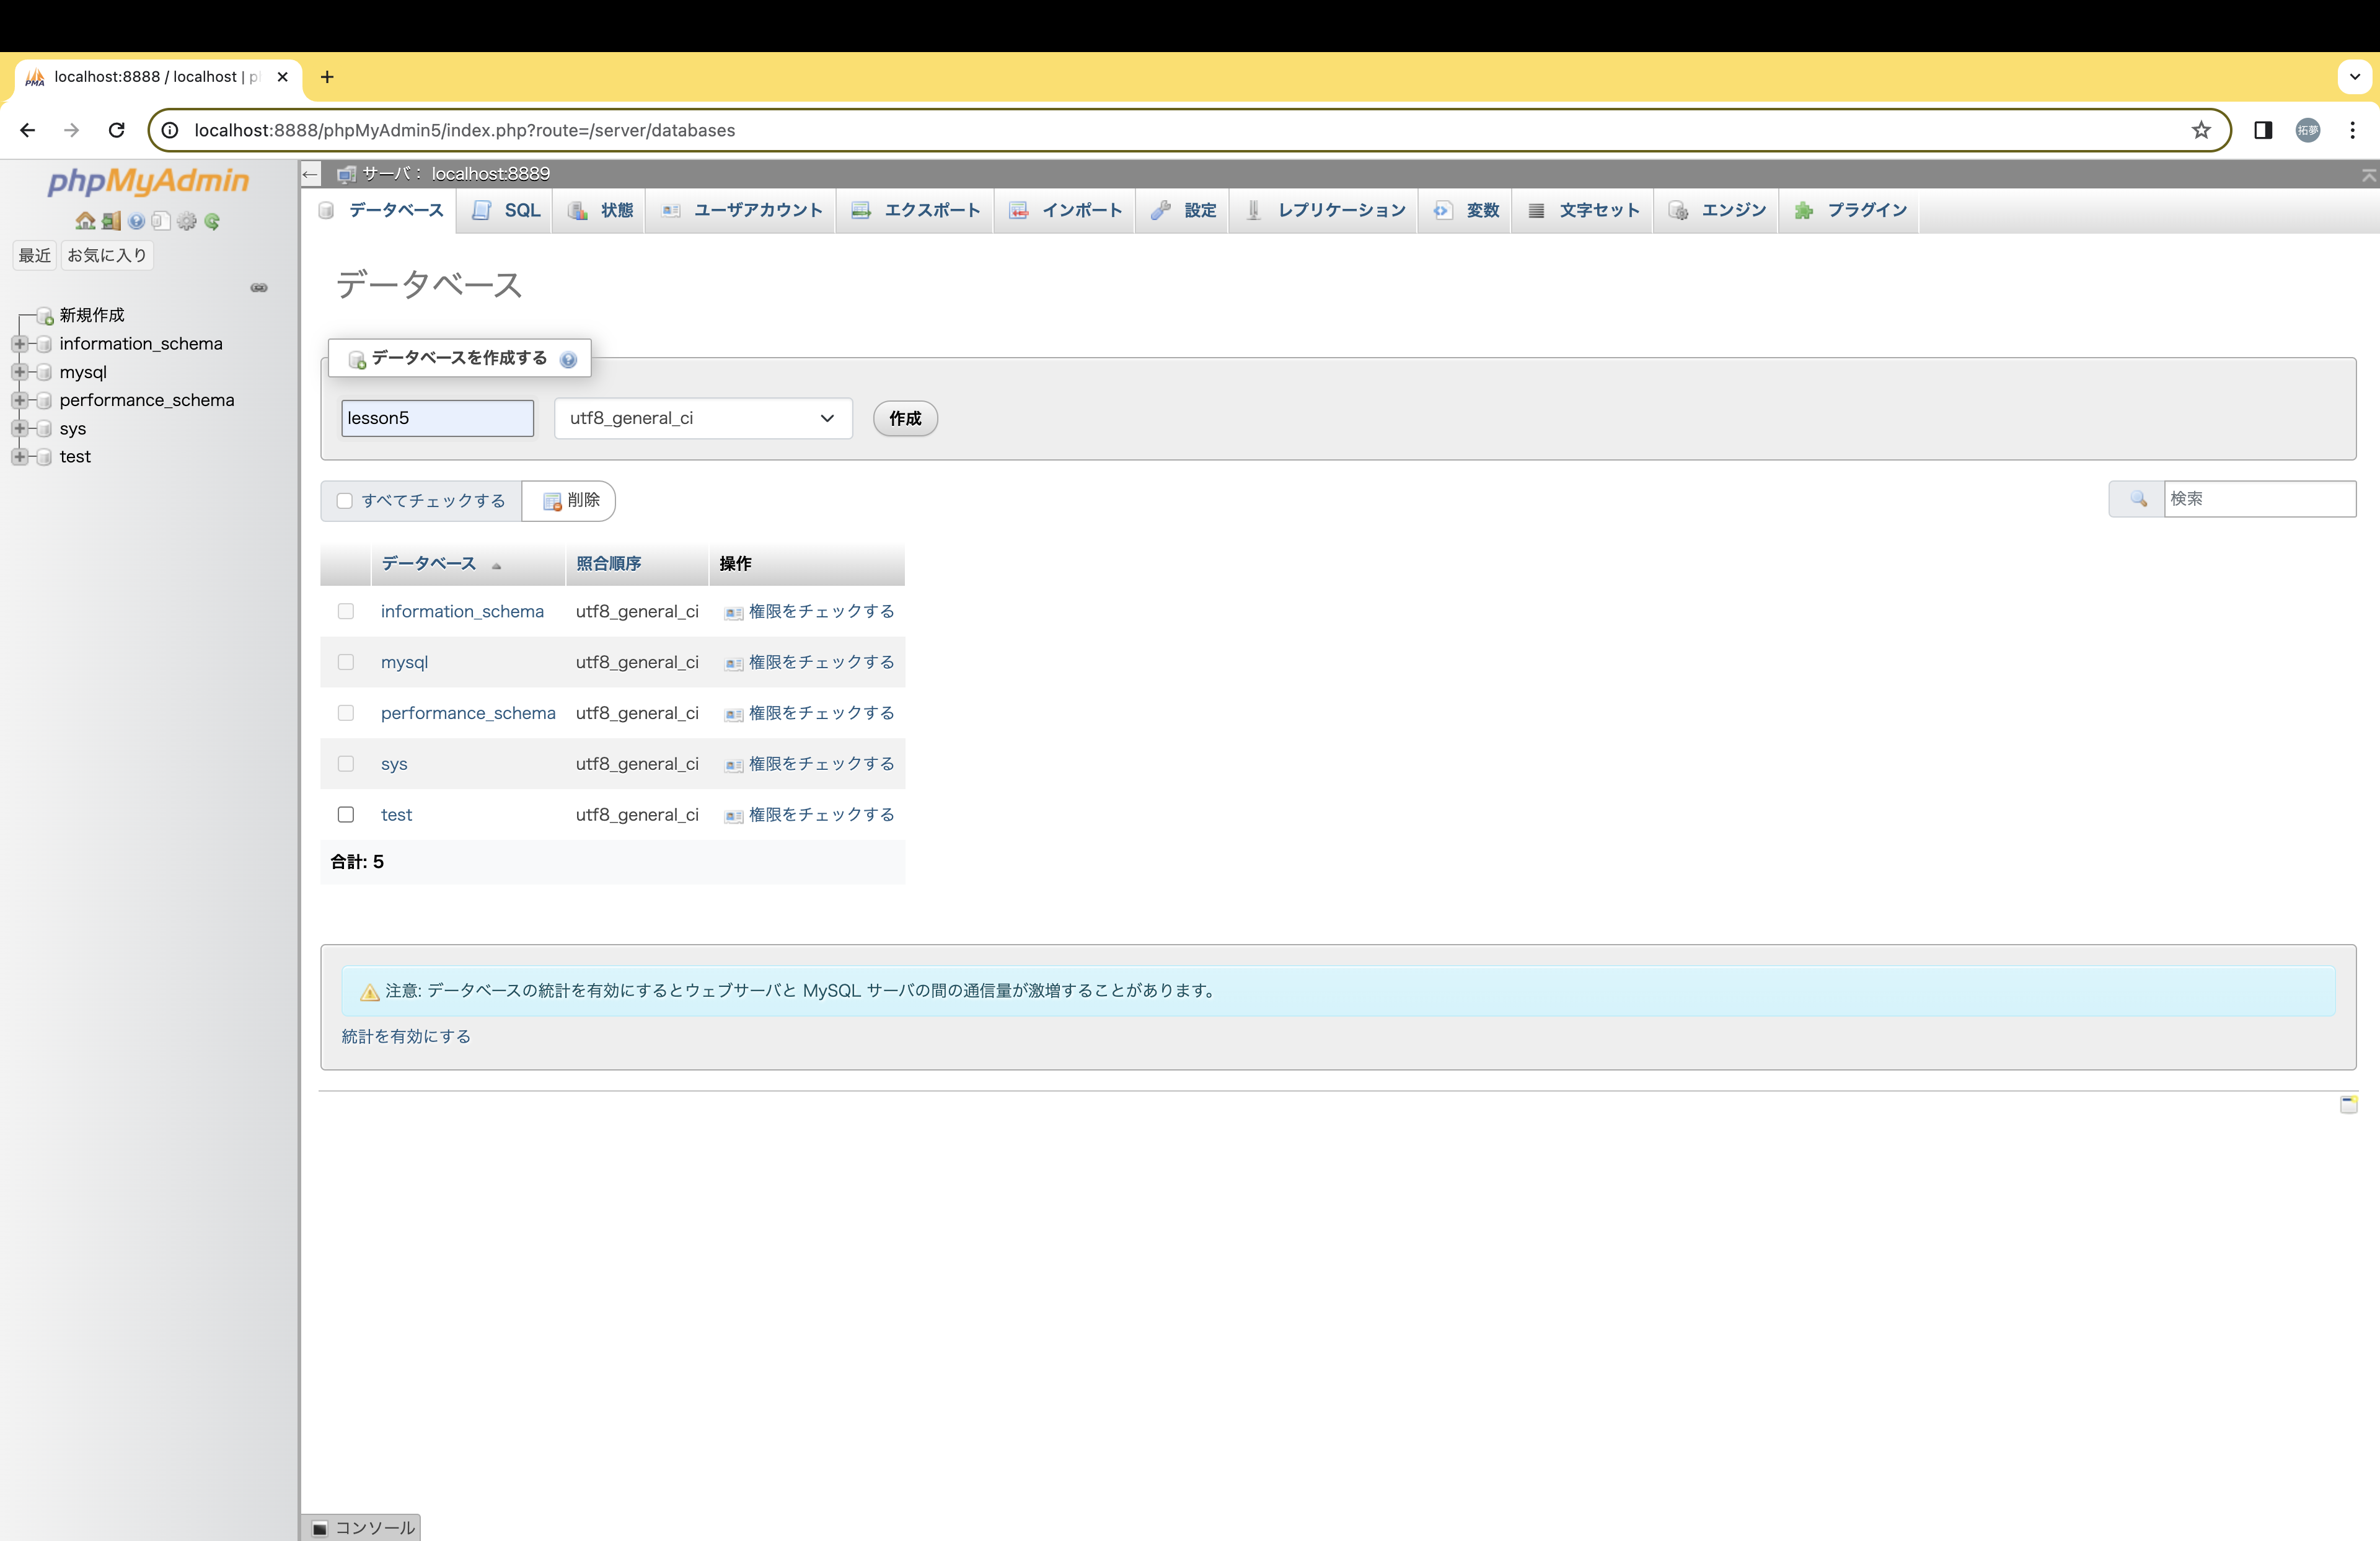 localhost:8888 / localhost | p
localhost:8888/phpMyAdmin5/index.php?route=/server/databases
拓夢
phpMyAdmin
最近 お気に入り
新規作成
information_schema
mysql
performance_schema
sys
test
サーバ： localhost:8889
データベース SQL 状態 ユーザアカウント エクスポート インポート 設定 レプリケーション 変数 文字セット エンジン プラグイン
データベース
データベースを作成する
lesson5 utf8_general_ci 作成
すべてチェックする 削除 検索
データベース 照合順序 操作
information_schema utf8_general_ci 権限をチェックする
mysql utf8_general_ci 権限をチェックする
performance_schema utf8_general_ci 権限をチェックする
sys utf8_general_ci 権限をチェックする
test utf8_general_ci 権限をチェックする
合計: 5
注意: データベースの統計を有効にするとウェブサーバと MySQL サーバの間の通信量が激増することがあります。
統計を有効にする
コンソール